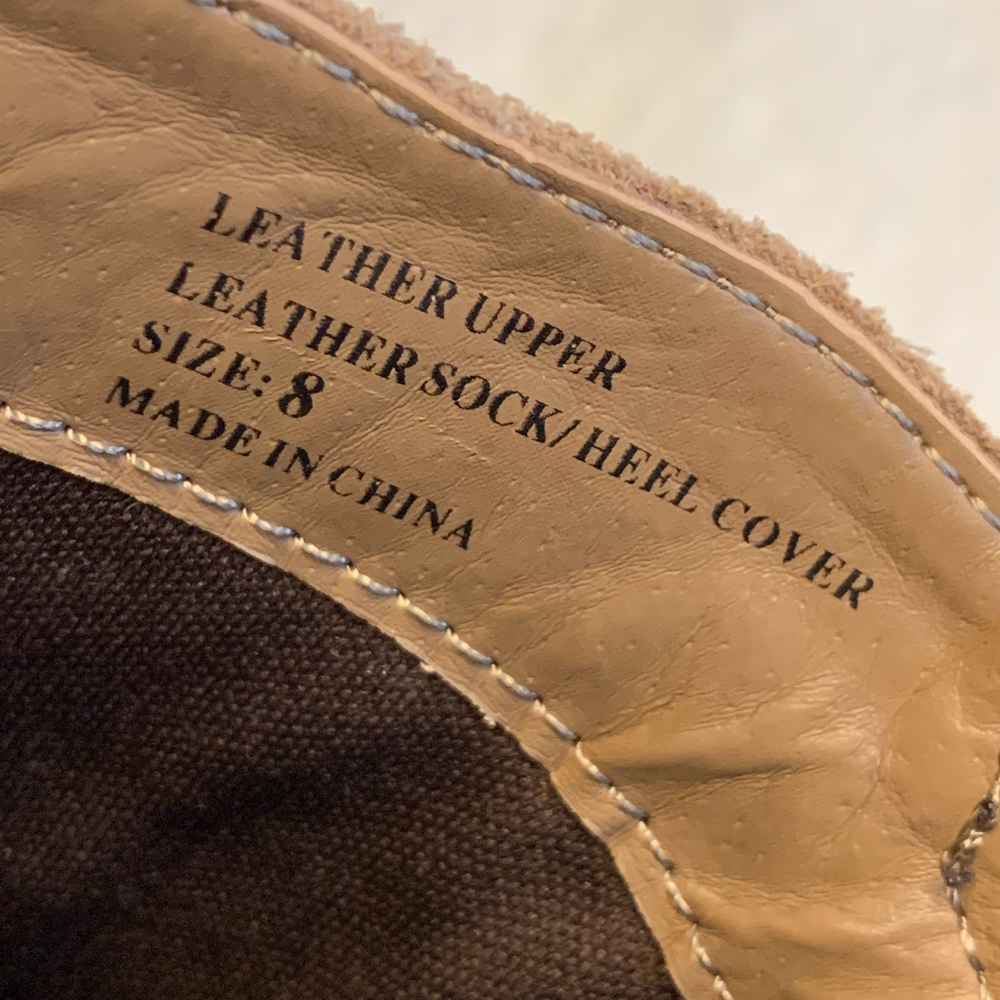 LEATHER UPPER
LEATHER SOCK/HEEL COVER
SIZE: 8
MADE IN CHINA